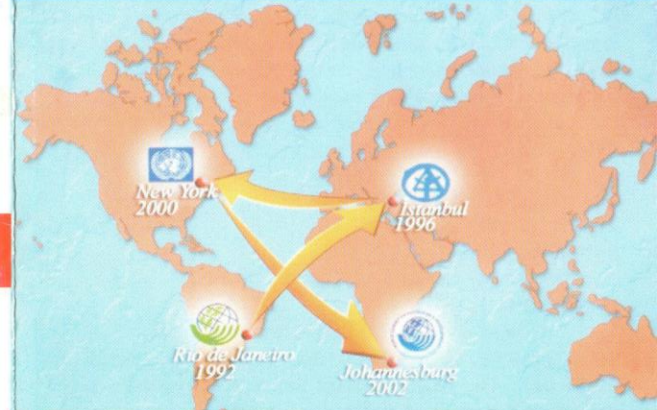 New York
2000
Istanbul
1996
Rio de Janeiro
1992
Johannesburg
2002